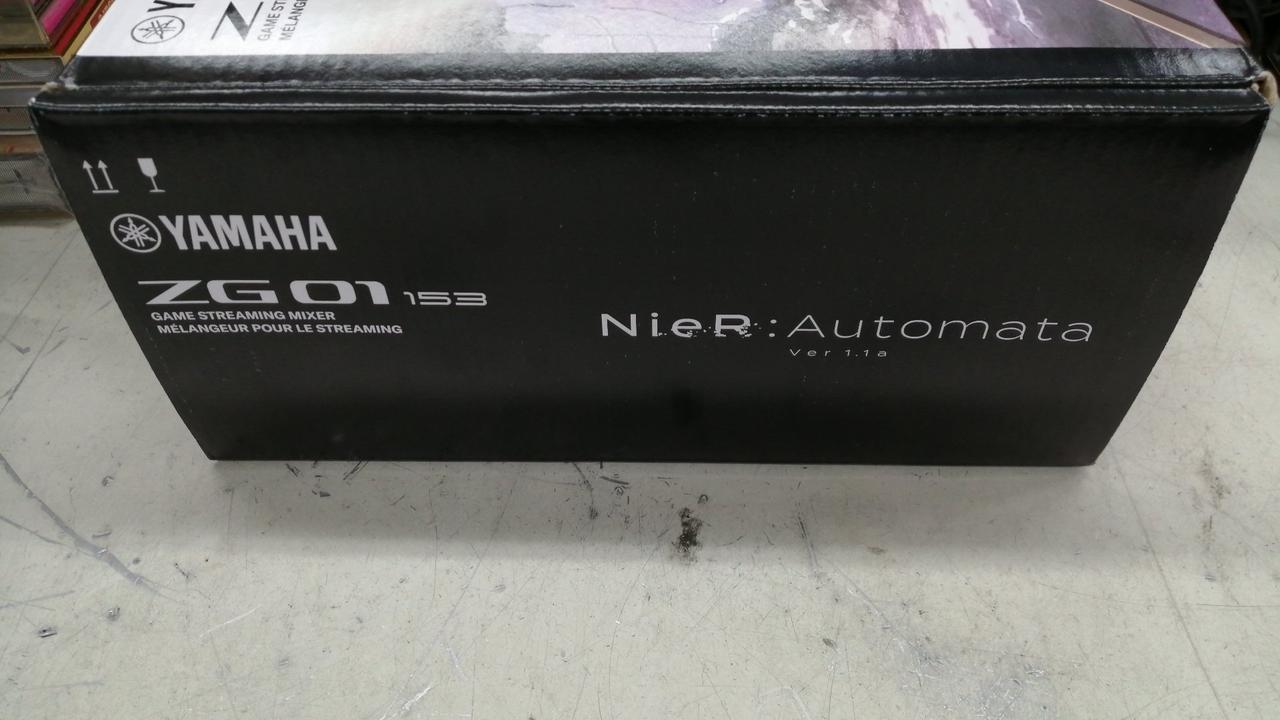 YAMAHA
ZG01 153
GAME STREAMING MIXER
MÉLANGEUR POUR LE STREAMING
NieR:Automata
Ver 1.1a